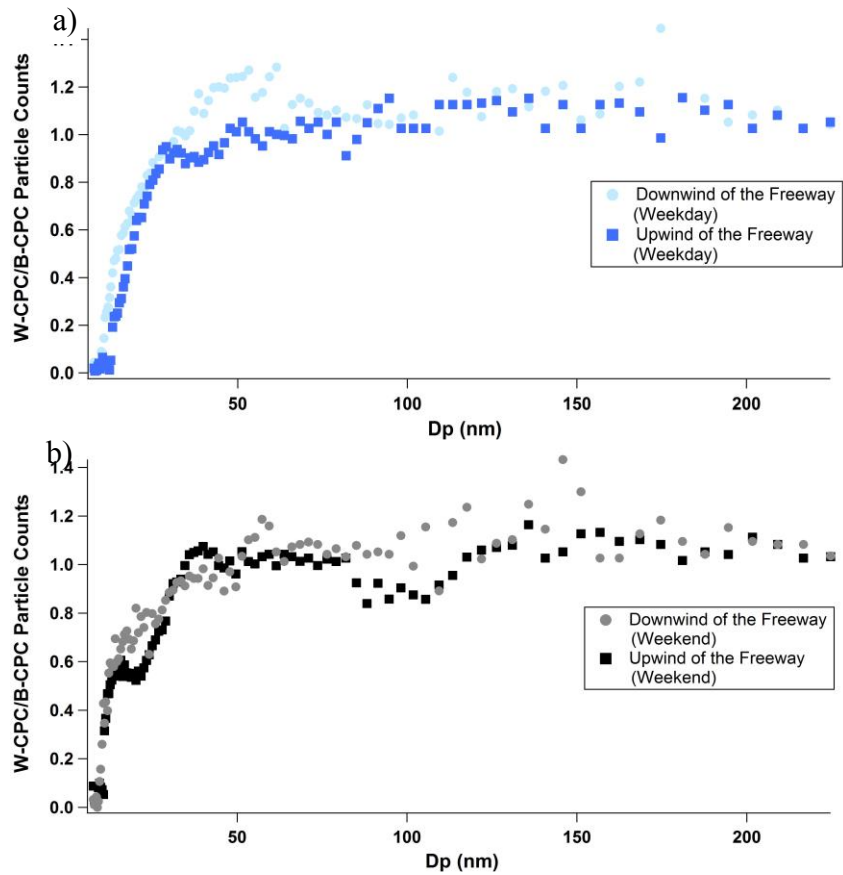 a)
1.2
1.0
0.8
0.6
0.4
0.2
0.0
W-CPC/B-CPC Particle Counts
50
100
150
200
Dp (nm)
Downwind of the Freeway
(Weekday)
Upwind of the Freeway
(Weekday)
b)
1.4
1.2
1.0
0.8
0.6
0.4
0.2
0.0
W-CPC/B-CPC Particle Counts
50
100
150
200
Dp (nm)
Downwind of the Freeway
(Weekend)
Upwind of the Freeway
(Weekend)